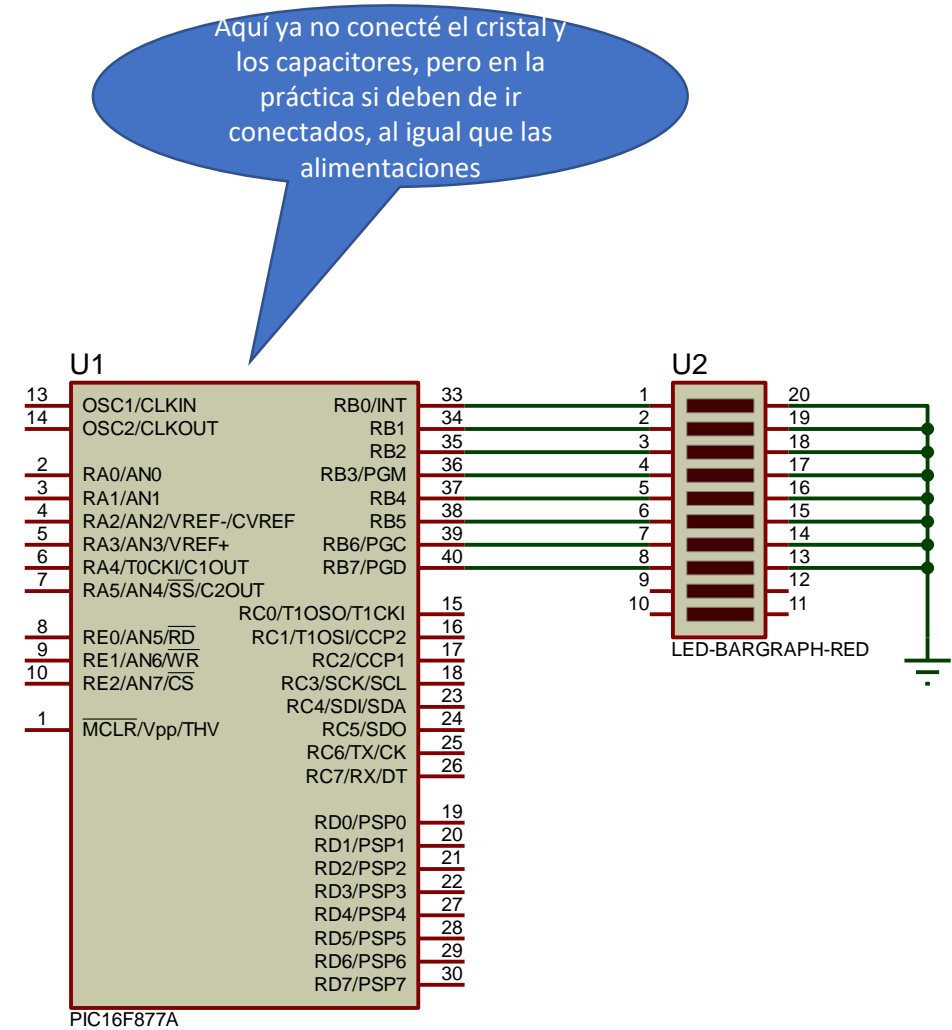 Aquí ya no conecté el cristal y
los capacitores, pero en la
práctica si deben de ir
conectados, al igual que las
alimentaciones
U1
13 OSC1/CLKIN
14 OSC2/CLKOUT
2 RA0/AN0
3 RA1/AN1
4 RA2/AN2/VREF-/CVREF
5 RA3/AN3/VREF+
6 RA4/T0CKI/C1OUT
7 RA5/AN4/SS/C2OUT
8 RE0/AN5/RD
9 RE1/AN6/WR
10 RE2/AN7/CS
1 MCLR/Vpp/THV
RB0/INT 33
RB1 34
RB2 35
RB3/PGM 36
RB4 37
RB5 38
RB6/PGC 39
RB7/PGD 40
RC0/T1OSO/T1CKI 15
RC1/T1OSI/CCP2 16
RC2/CCP1 17
RC3/SCK/SCL 18
RC4/SDI/SDA 23
RC5/SDO 24
RC6/TX/CK 25
RC7/RX/DT 26
RD0/PSP0 19
RD1/PSP1 20
RD2/PSP2 21
RD3/PSP3 22
RD4/PSP4 27
RD5/PSP5 28
RD6/PSP6 29
RD7/PSP7 30
PIC16F877A
U2
1 20
2 19
3 18
4 17
5 16
6 15
7 14
8 13
9 12
10 11
LED-BARGRAPH-RED